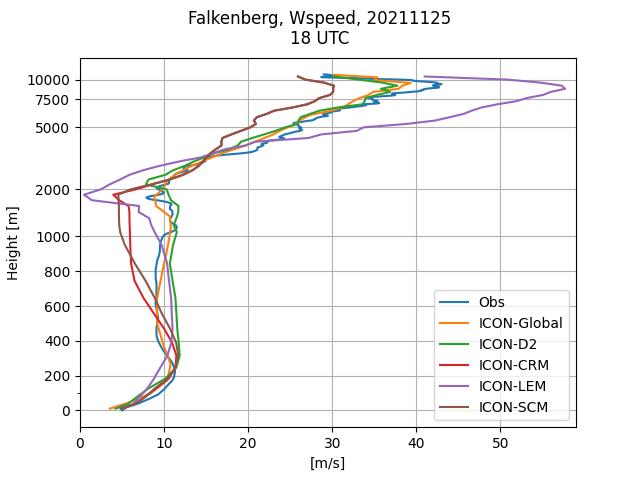 Falkenberg, Wspeed, 20211125
18 UTC
Height [m]
10000
7500
5000
2000
1000
800
600
400
200
0
Obs
ICON-Global
ICON-D2
ICON-CRM
ICON-LEM
ICON-SCM
0 10 20 30 40 50
[m/s]